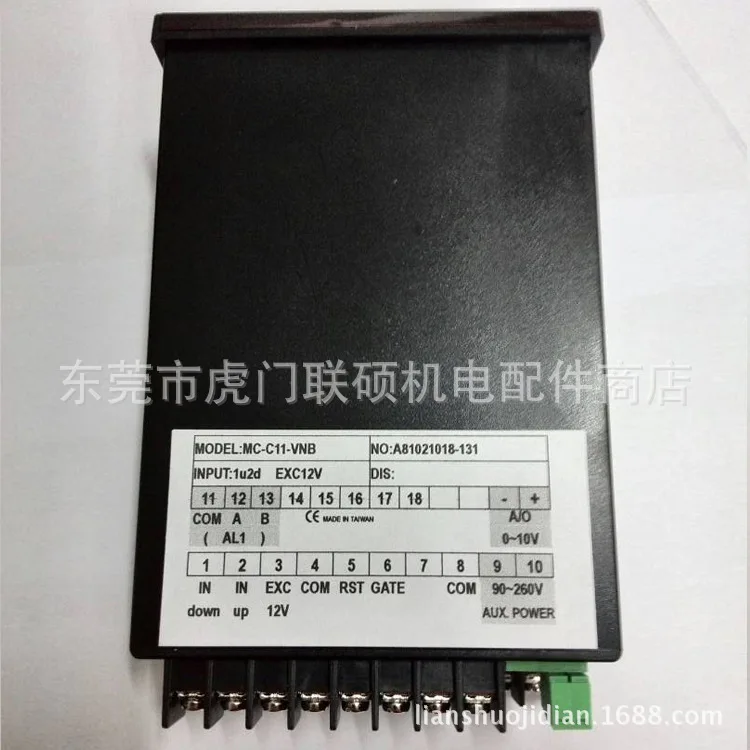 东莞市虎门联硕机电配件商店
MODEL:MC-C11-VNB NO:A81021018-131
INPUT:1u2d EXC12V DIS:
11 12 13 14 15 16 17 18 - +
COM A B CE MADE IN TAIWAN A/O
( AL1 ) 0~10V
1 2 3 4 5 6 7 8 9 10
IN IN EXC COM RST GATE COM 90~260V
down up 12V AUX. POWER
lianshuojidian.1688.com